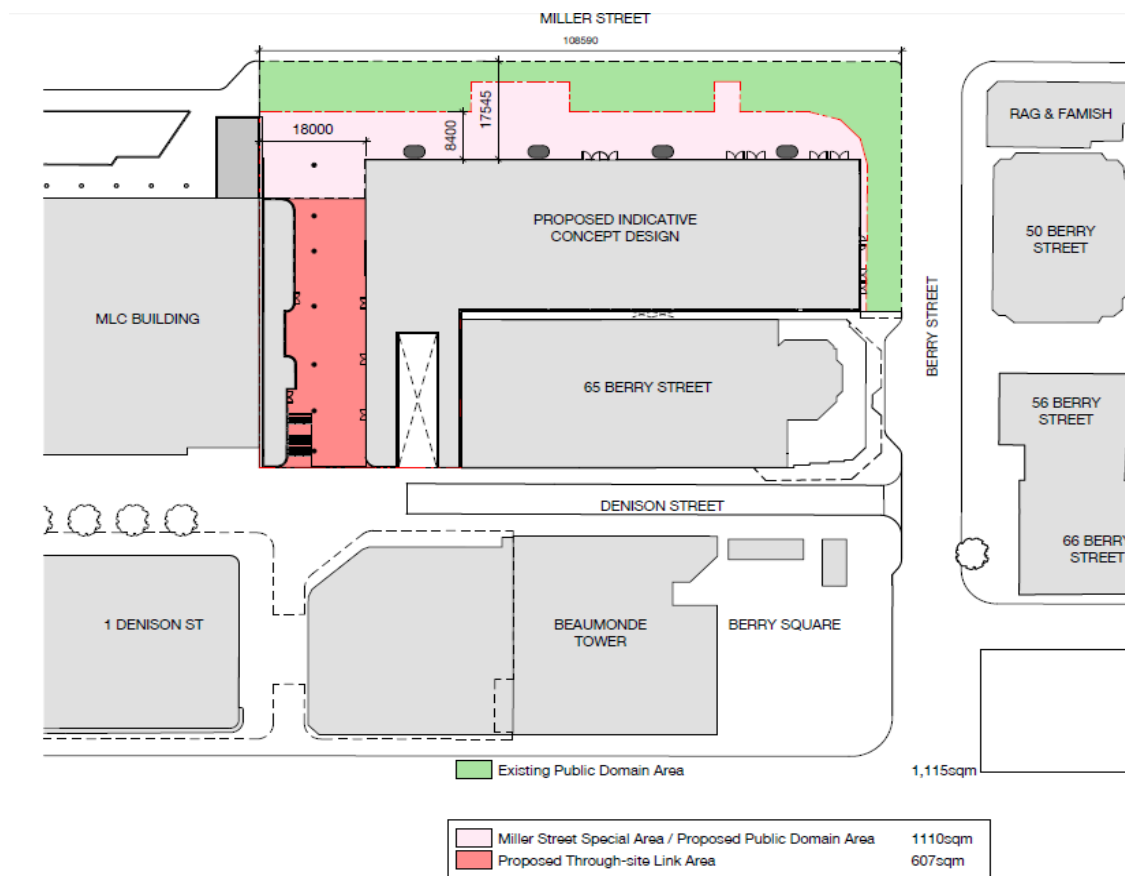 MILLER STREET
108590
17545
8400
18000
RAG & FAMISH
PROPOSED INDICATIVE
CONCEPT DESIGN
50 BERRY
STREET
MLC BUILDING
BERRY STREET
65 BERRY STREET
56 BERRY
STREET
DENISON STREET
66 BERRY
STREET
1 DENISON ST
BEAUMONDE
TOWER
BERRY SQUARE
Existing Public Domain Area 1,115sqm
Miller Street Special Area / Proposed Public Domain Area 1110sqm
Proposed Through-site Link Area 607sqm